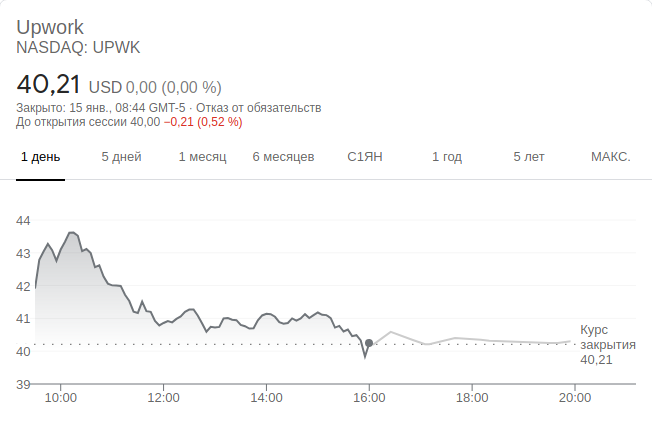 Upwork
NASDAQ: UPWK
40,21 USD 0,00 (0,00 %)
Закрыто: 15 янв., 08:44 GMT-5 · Отказ от обязательств
До открытия сессии 40,00 −0,21 (0,52 %)
1 день 5 дней 1 месяц 6 месяцев С1ЯН 1 год 5 лет МАКС.
44
43
42
41
40
39
Курс
закрытия
40,21
10:00 12:00 14:00 16:00 18:00 20:00